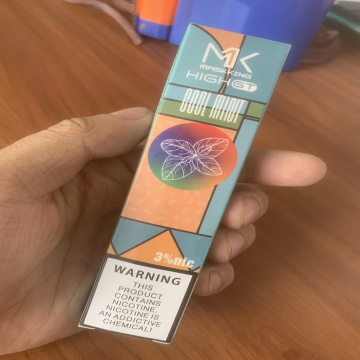 MK
MASKKING
HIGH GT
COOL MINT
3%nic
WARNING
THIS
PRODUCT
CONTAINS
NICOTINE.
NICOTINE IS
AN ADDICTIVE
CHEMICAL!